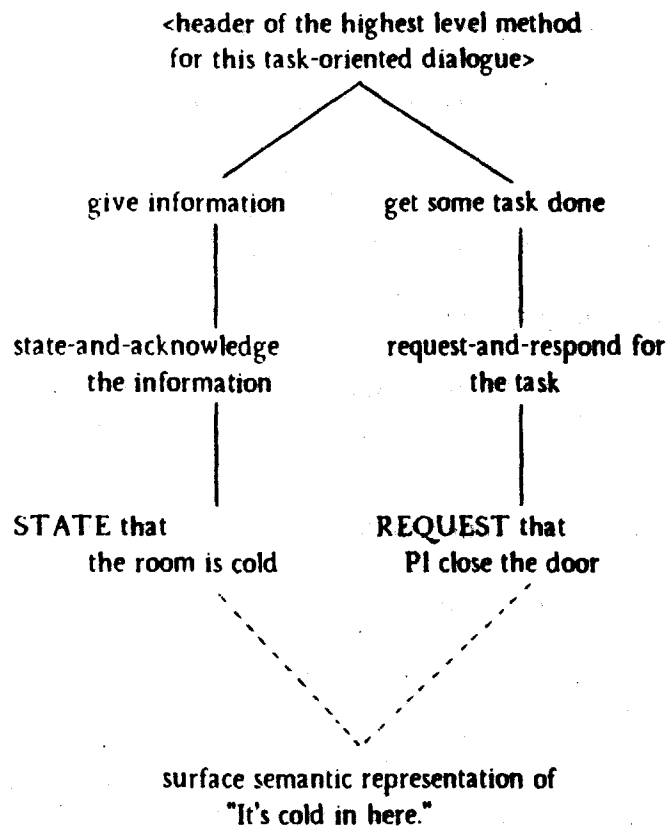 <header of the highest level method
for this task-oriented dialogue>
give information
get some task done
state-and-acknowledge
the information
request-and-respond for
the task
STATE that
the room is cold
REQUEST that
PI close the door
surface semantic representation of
"It's cold in here."